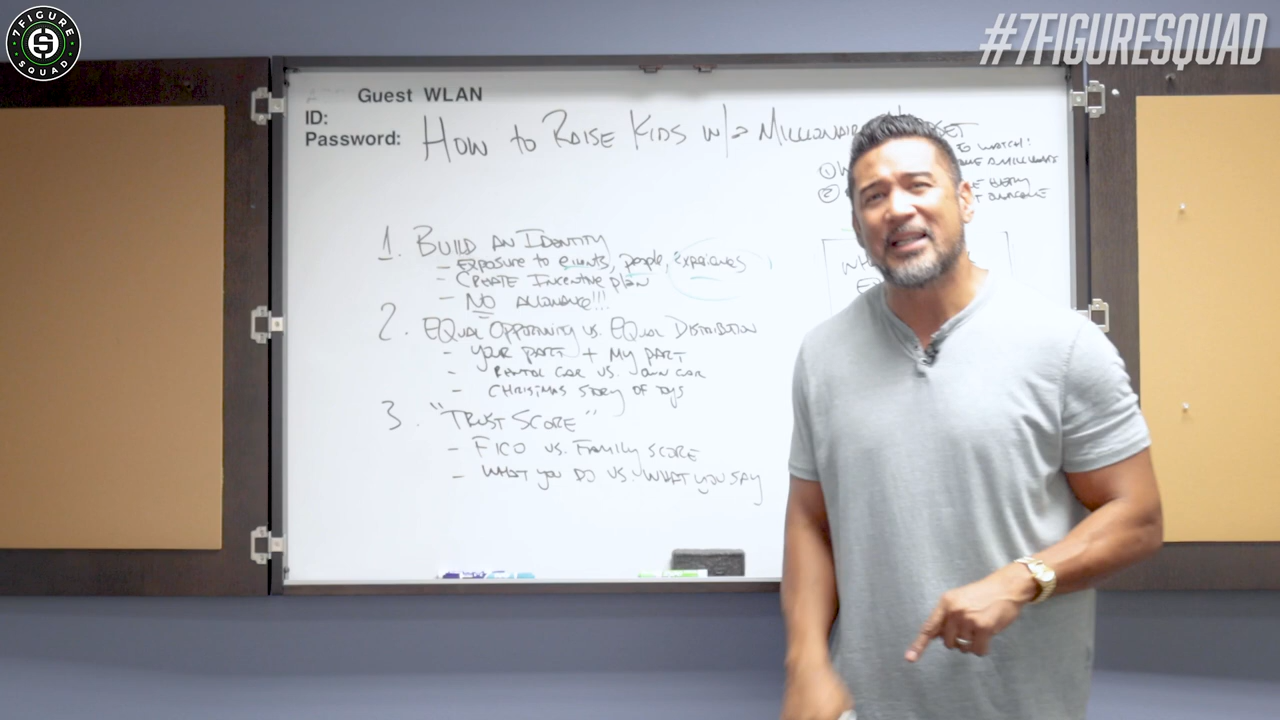 7 FIGURE SQUAD
#7FIGURESQUAD
Guest WLAN
ID:
Password:
How to Raise Kids w/a Millionair
1. Build an Identity
- Exposure to events, people, experiences
- Create Incentive plan
- No Allowance!!!
2. Equal Opportunity vs. Equal Distribution
- Your part + My part
- Rental car vs. own car
- Christmas story of toys
3. "Trust Score"
- FICO vs. Family Score
- What you do vs. what you say
to watch:
1
2